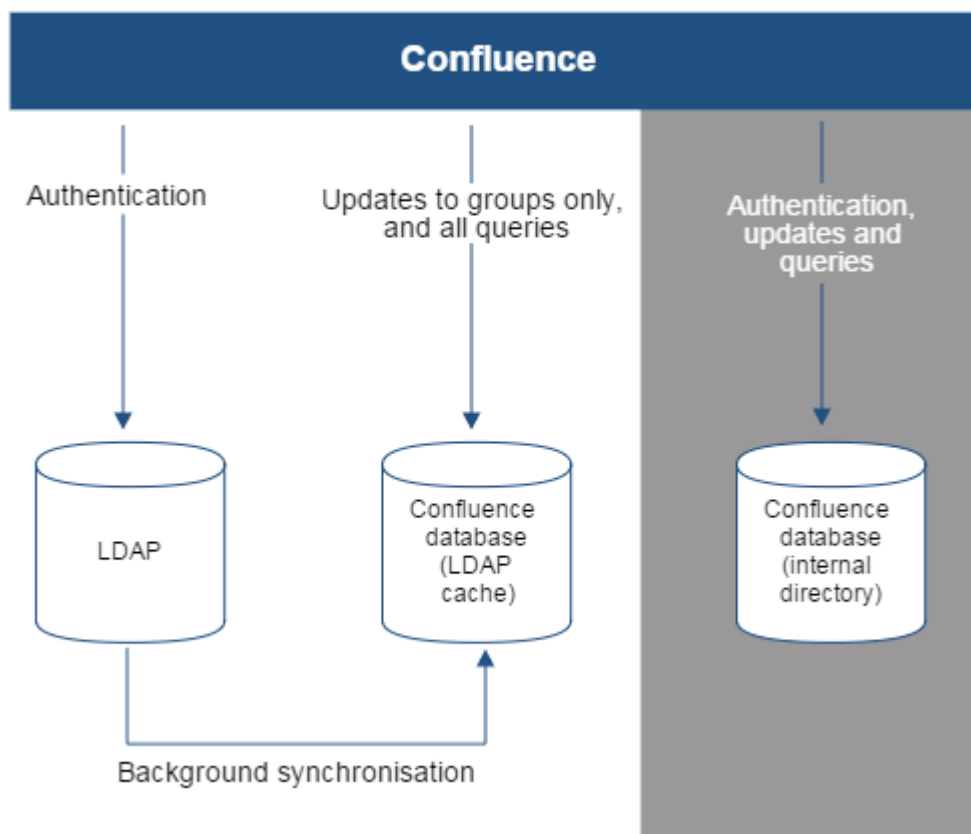 Confluence
Authentication
Updates to groups only,
and all queries
Authentication,
updates and
queries
LDAP
Confluence
database
(LDAP
cache)
Confluence
database
(internal
directory)
Background synchronisation